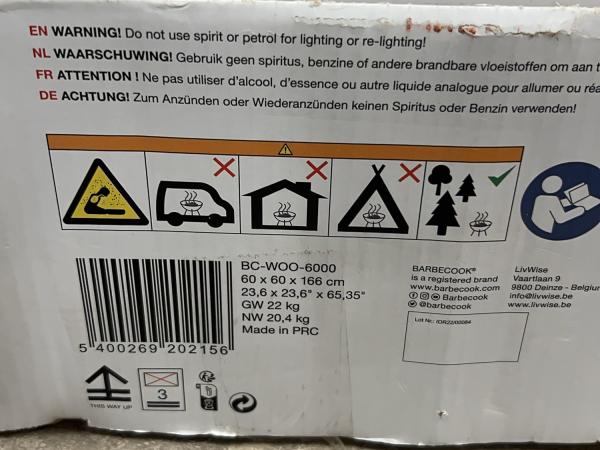 EN WARNING! Do not use spirit or petrol for lighting or re-lighting!
NL WAARSCHUWING! Gebruik geen spiritus, benzine of andere brandbare vloeistoffen om aan t
FR ATTENTION ! Ne pas utiliser d'alcool, d'essence ou autre liquide analogue pour allumer ou réa
DE ACHTUNG! Zum Anzünden oder Wiederanzünden keinen Spiritus oder Benzin verwenden!
BC-WOO-6000
60 x 60 x 166 cm
23,6 x 23,6" x 65,35"
GW 22 kg
NW 20,4 kg
Made in PRC
5 400269 202156
BARBECOOK®
is a registered brand
www.barbecook.com
Barbecook
@barbecook
LivWise
Vaartlaan 9
9800 Deinze - Belgium
info@livwise.be
www.livwise.be
Lot Nr.: IDR22/00084
THIS WAY UP
3